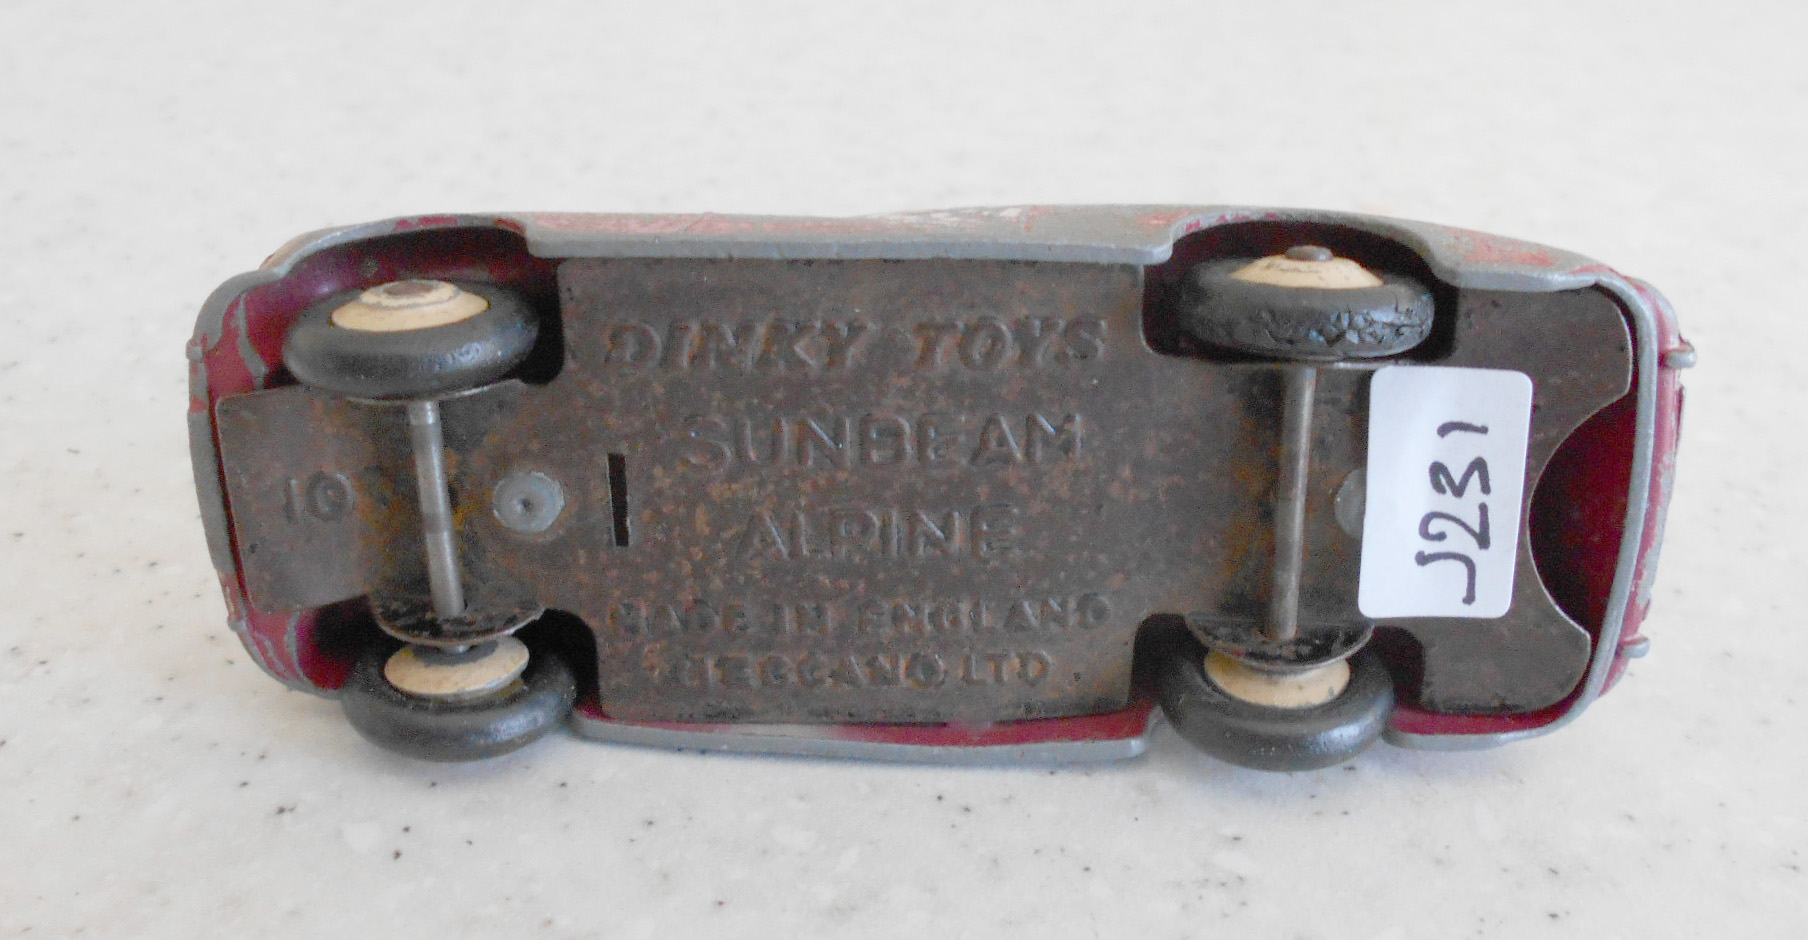 DINKY TOYS
SUNBEAM
ALPINE
MADE IN ENGLAND
MECCANO LTD
10
J231